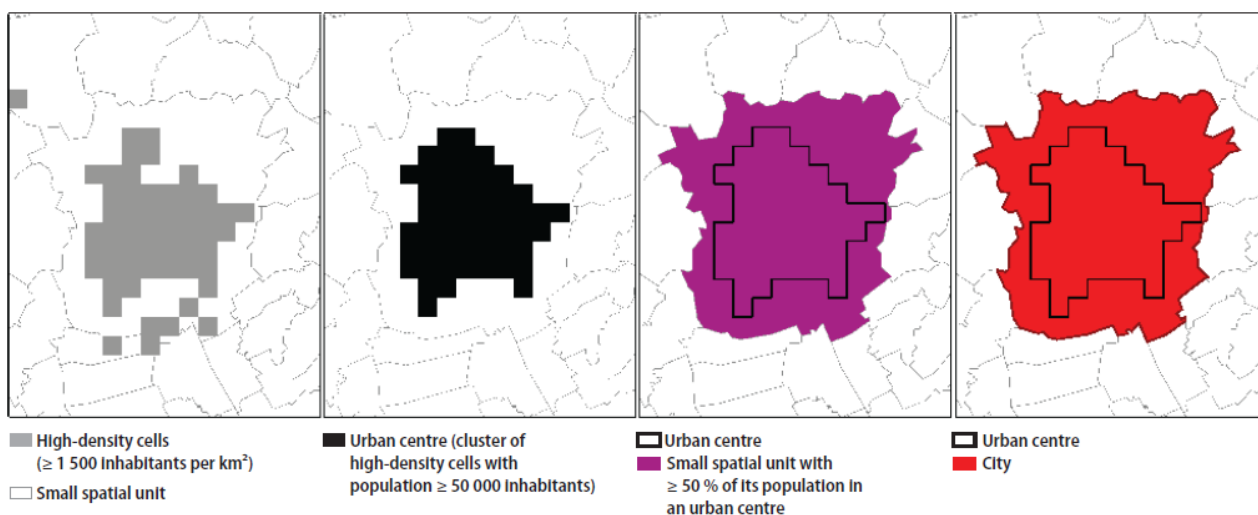 High-density cells
(≥ 1 500 inhabitants per km²)
Small spatial unit
Urban centre (cluster of
high-density cells with
population ≥ 50 000 inhabitants)
Urban centre
Small spatial unit with
≥ 50 % of its population in
an urban centre
Urban centre
City